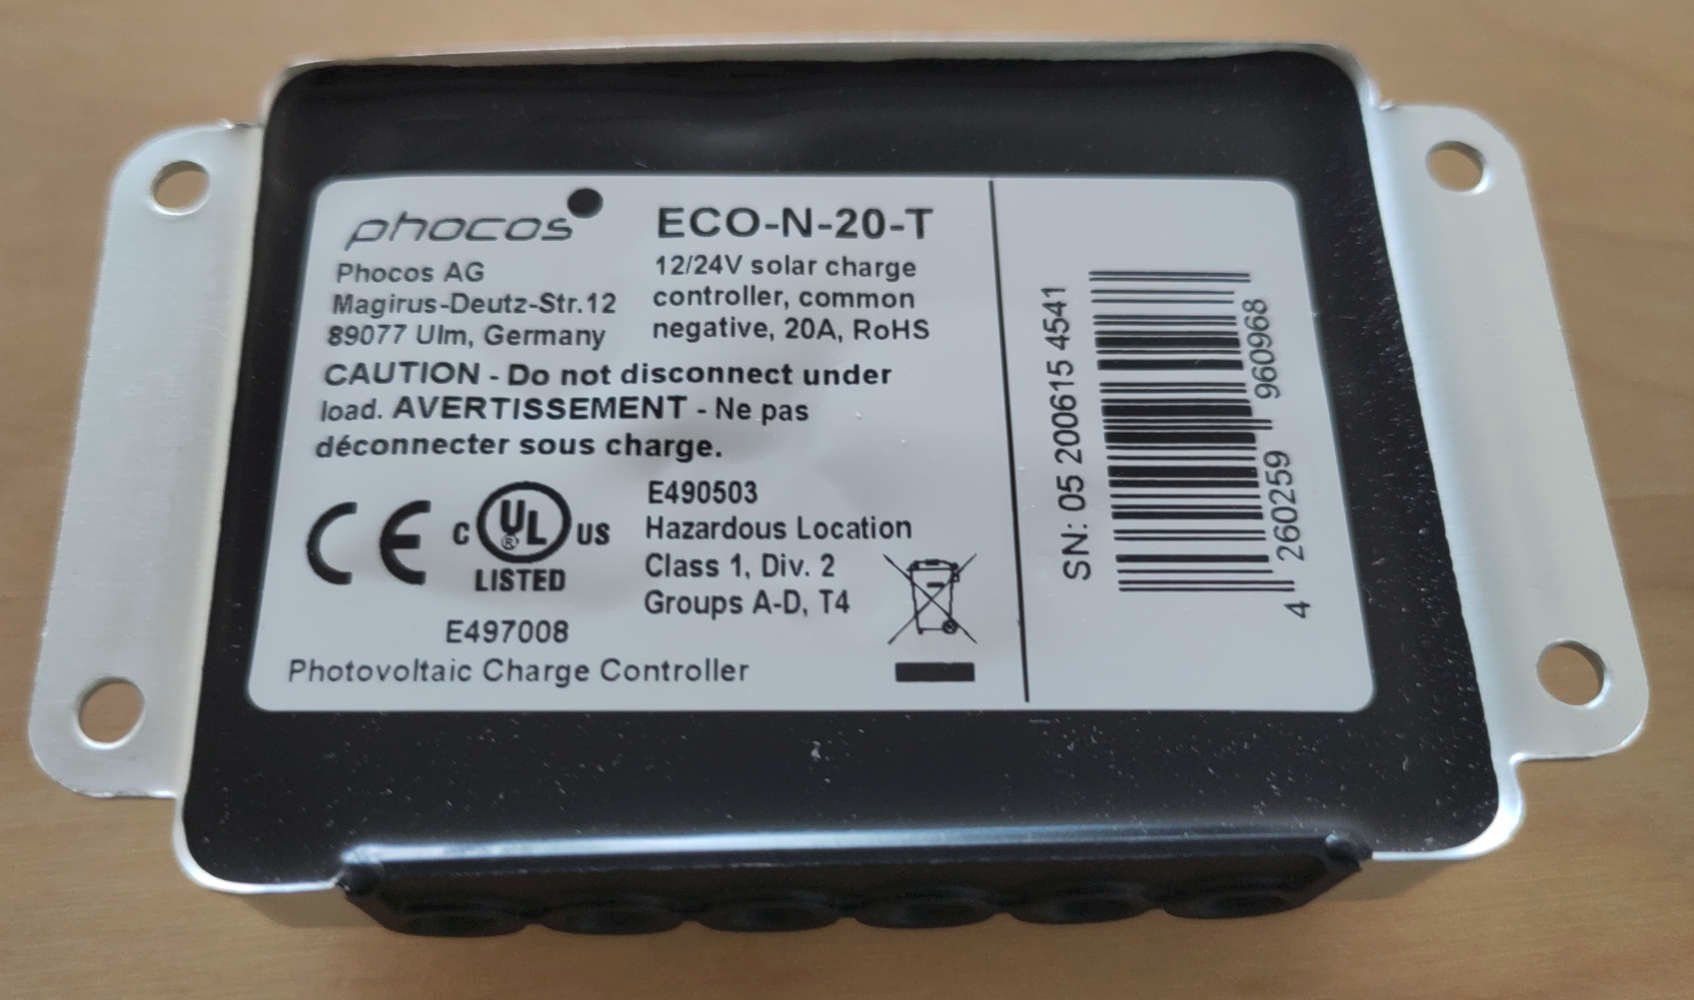 phocos
Phocos AG
Magirus-Deutz-Str.12
89077 Ulm, Germany
ECO-N-20-T
12/24V solar charge
controller, common
negative, 20A, RoHS
CAUTION - Do not disconnect under
load. AVERTISSEMENT - Ne pas
déconnecter sous charge.
CE
C UL ® US
LISTED
E497008
E490503
Hazardous Location
Class 1, Div. 2
Groups A-D, T4
Photovoltaic Charge Controller
SN: 05 200615 4541
4 260259 960968